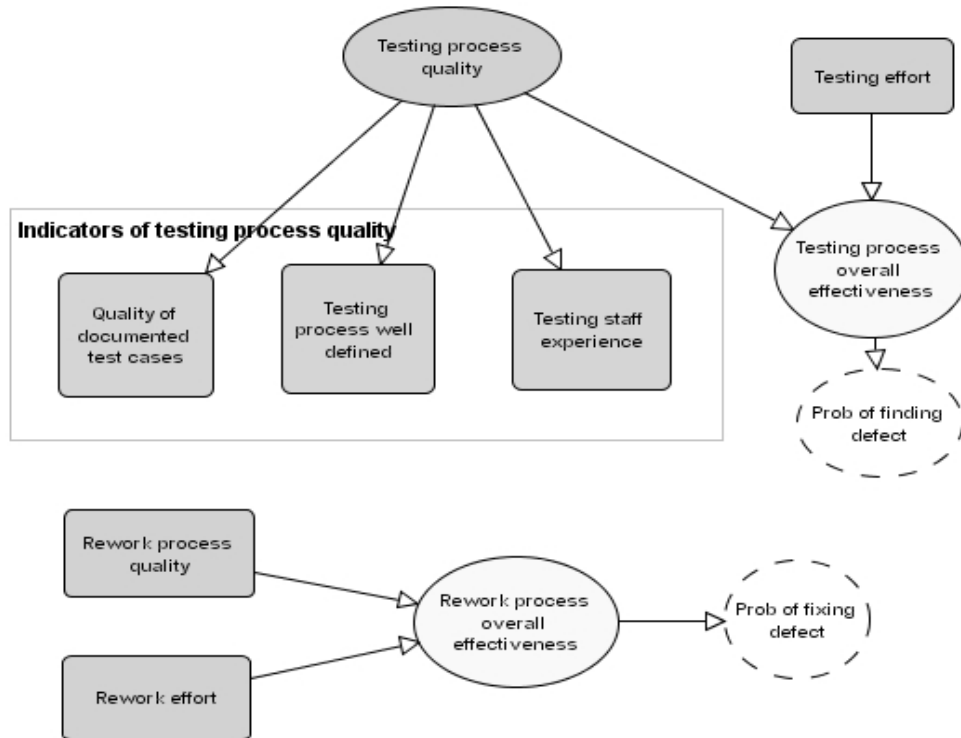 Testing process
quality
Testing effort
Indicators of testing process quality
Testing process
overall
effectiveness
Quality of
documented
test cases
Testing
process well
defined
Testing staff
experience
Prob of finding
defect
Rework process
quality
Rework process
overall
effectiveness
Prob of fixing
defect
Rework effort